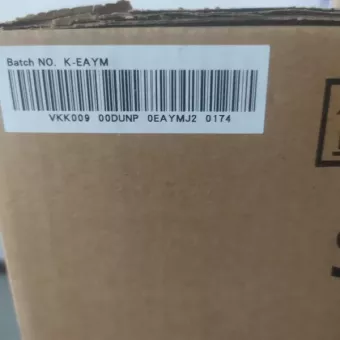 Batch NO. K-EAYM
VKK009 00DUNP 0EAYMJ2 0174